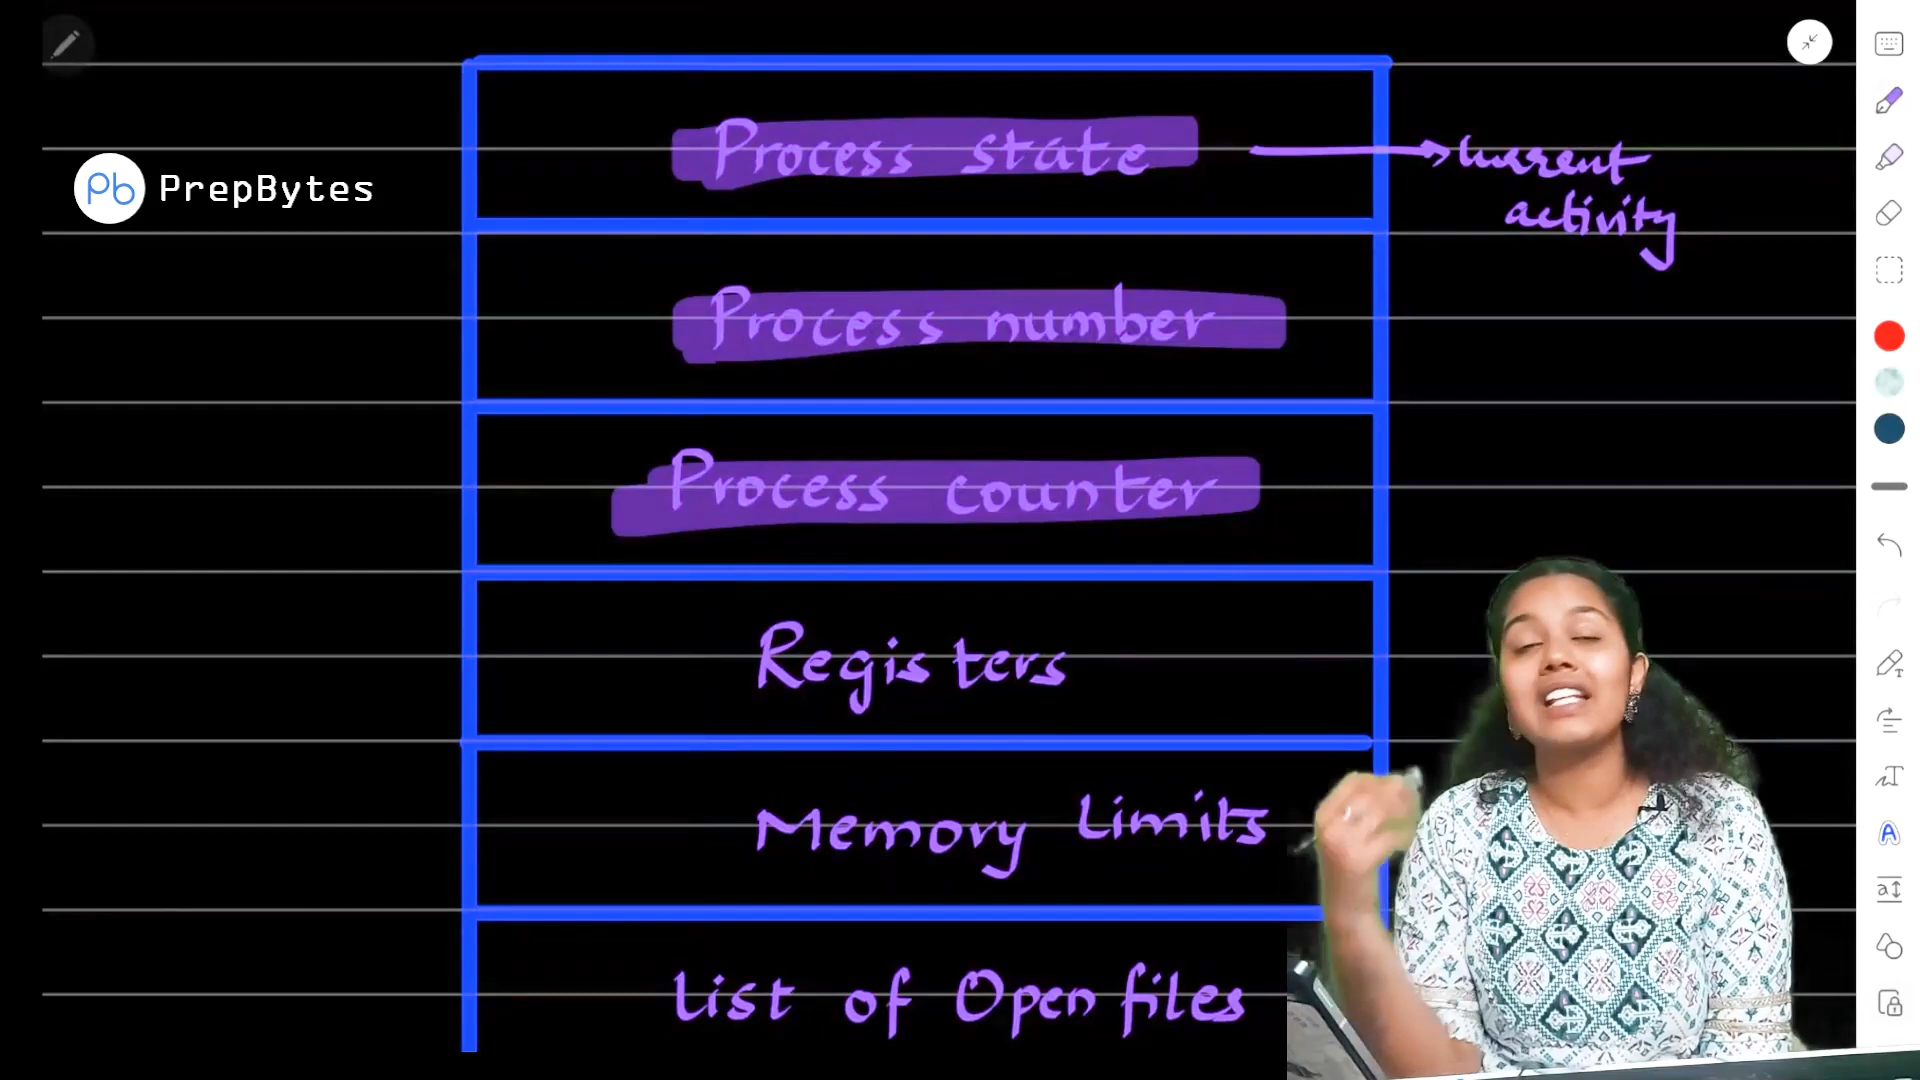 Process state
Current
activity
PrepBytes
Process number
Process counter
Registers
Memory Limits
List of Open files